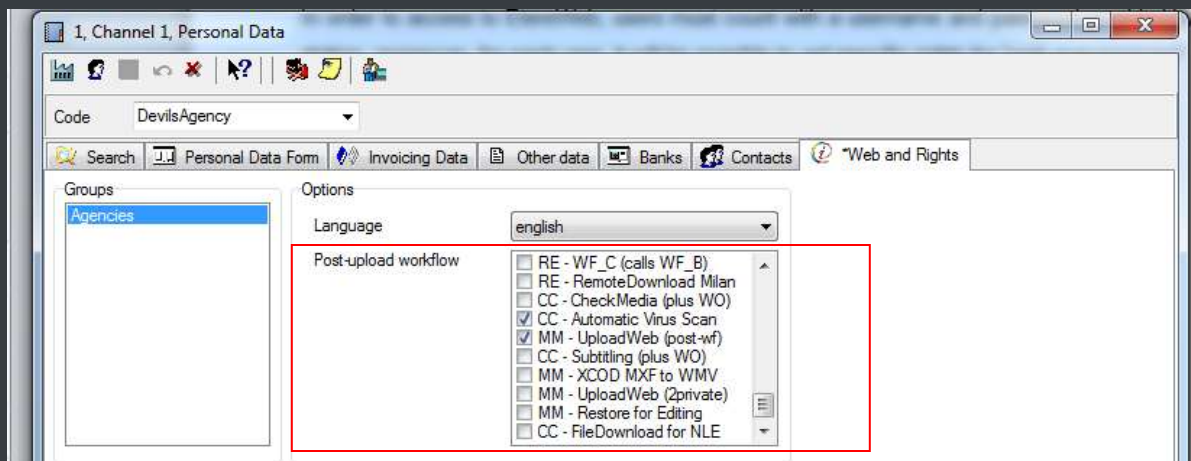 1, Channel 1, Personal Data
Code DevilsAgency
Search Personal Data Form Invoicing Data Other data Banks Contacts *Web and Rights
Groups Options
Agencies
Language english
Post-upload workflow
RE - WF_C (calls WF_B)
RE - RemoteDownload Milan
CC - CheckMedia (plus WO)
CC - Automatic Virus Scan
MM - UploadWeb (post-wf)
CC - Subtitling (plus WO)
MM - XCOD MXF to WMV
MM - UploadWeb (2private)
MM - Restore for Editing
CC - FileDownload for NLE